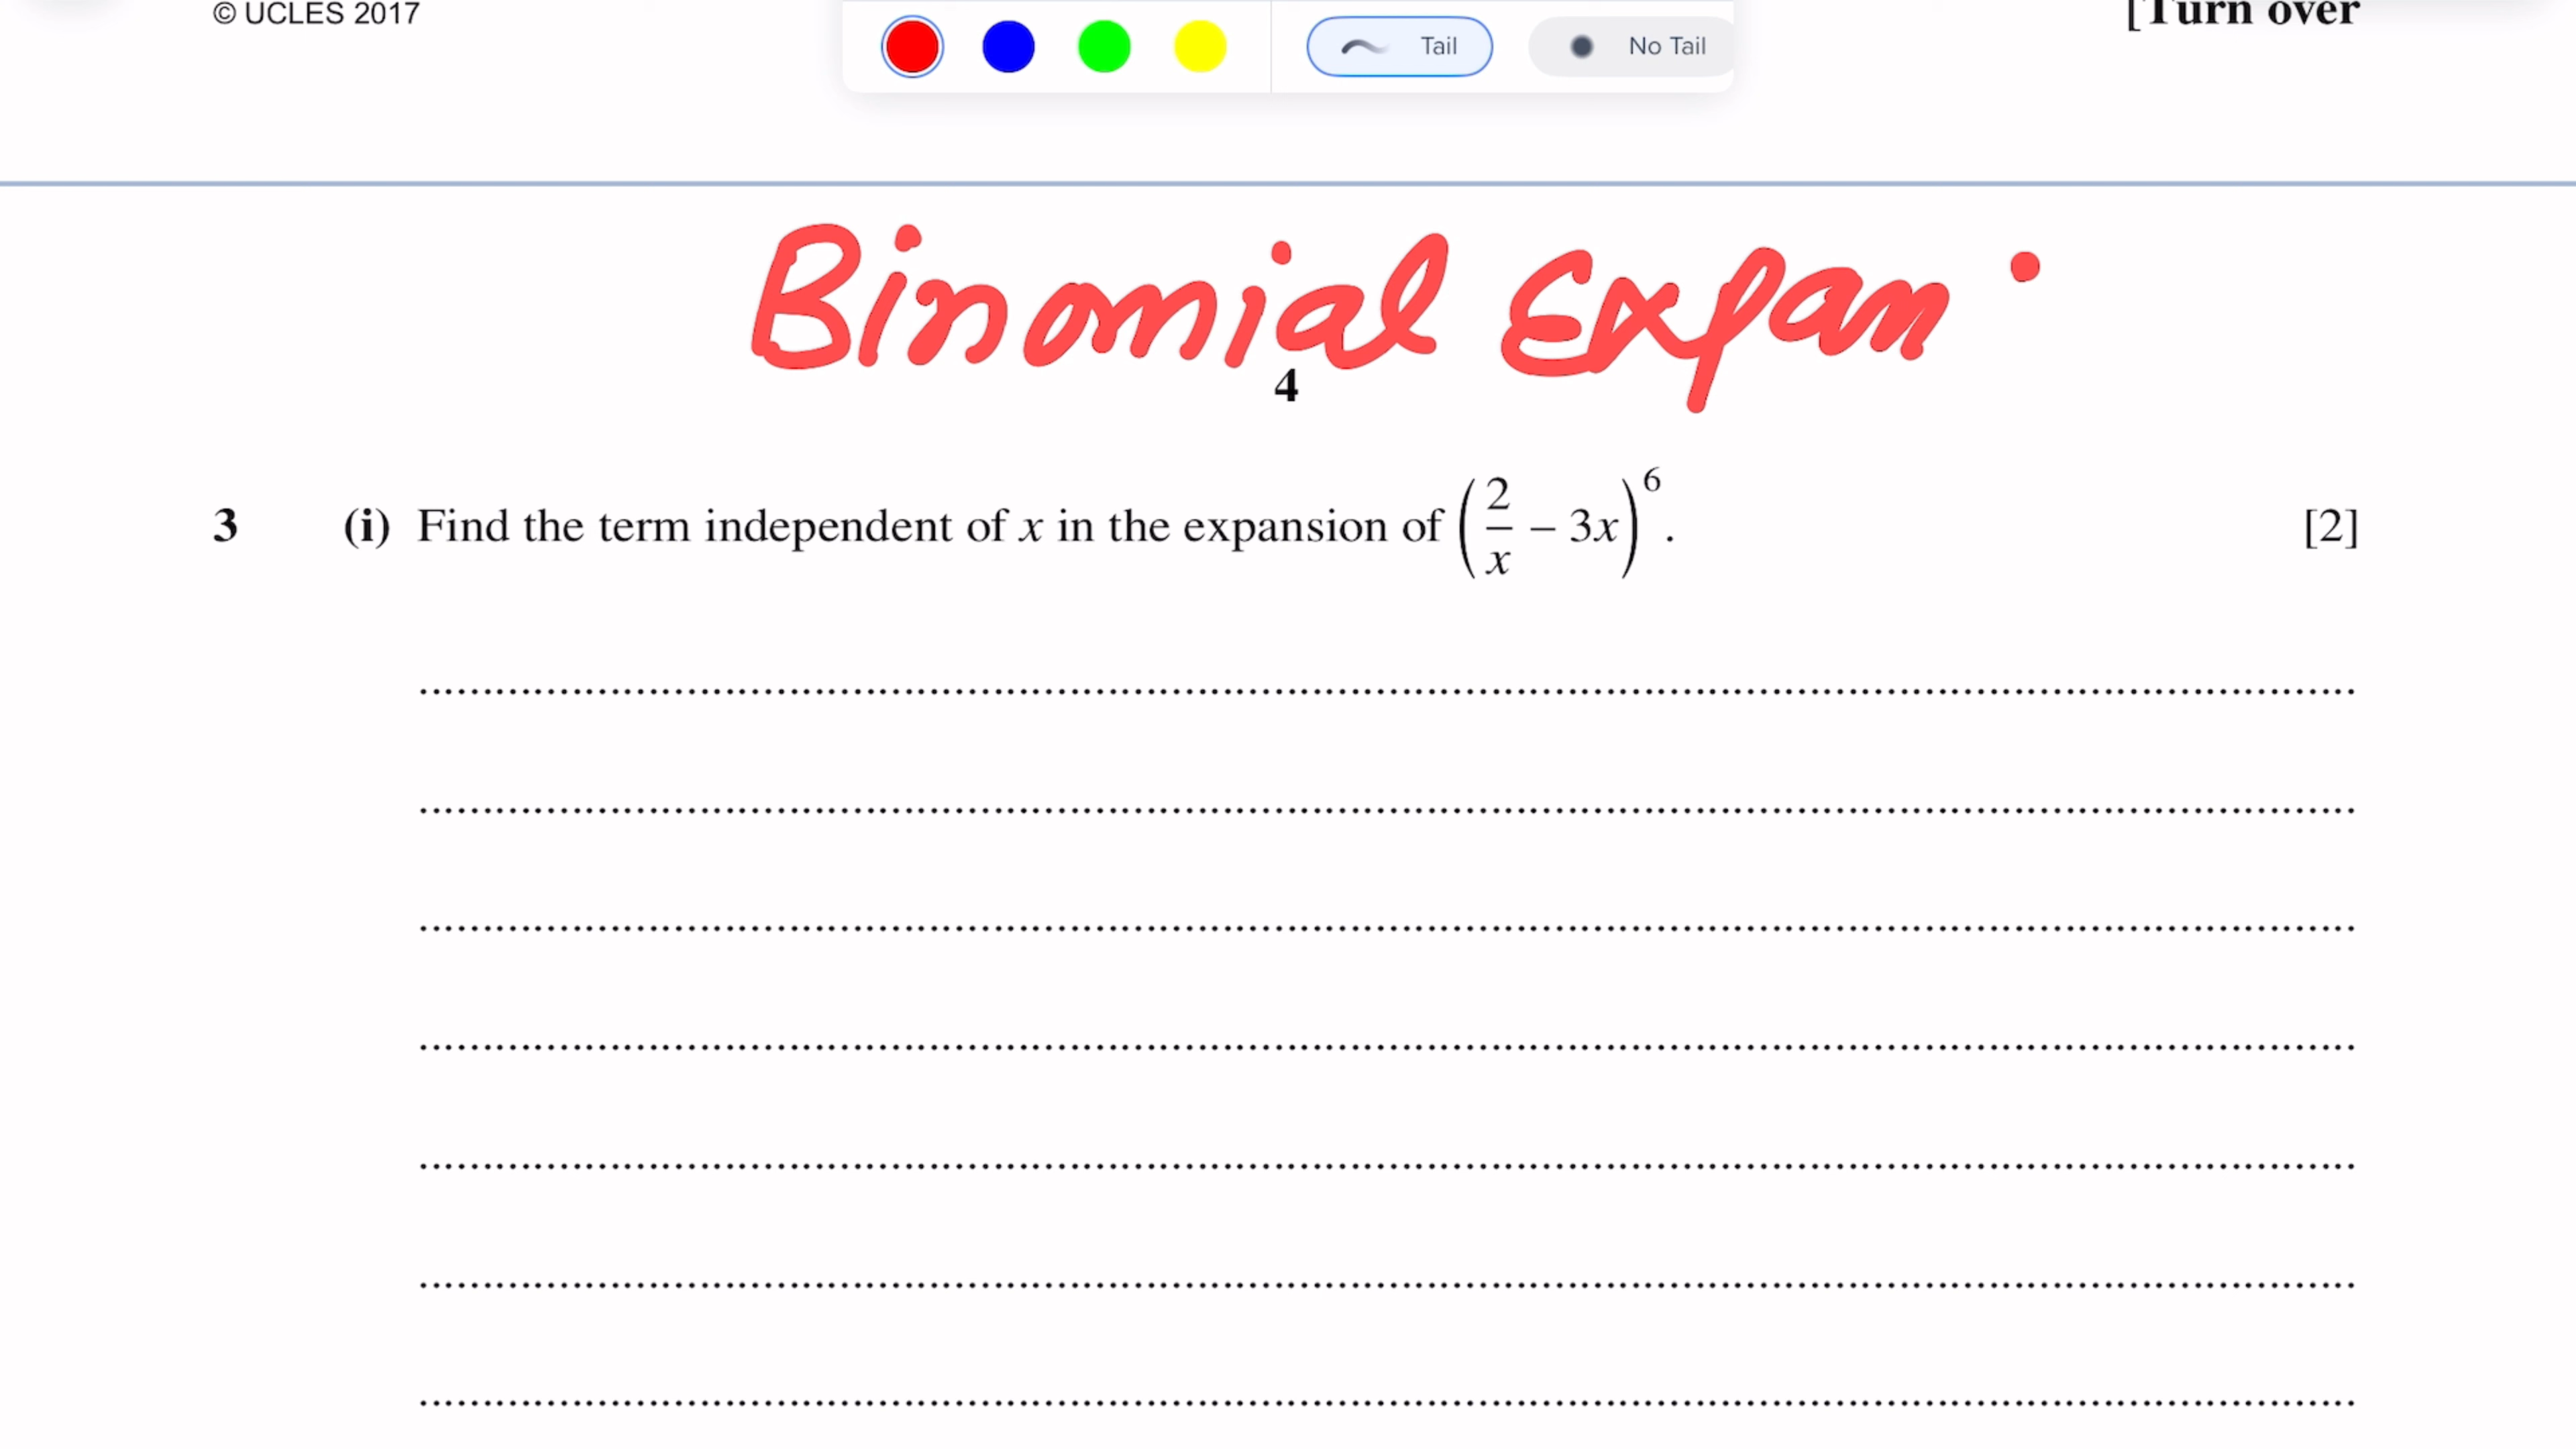 © UCLES 2017
[Turn over
Tail
No Tail
Binomial Expan.
4
3 (i) Find the term independent of x in the expansion of (2/x − 3x)^6. [2]